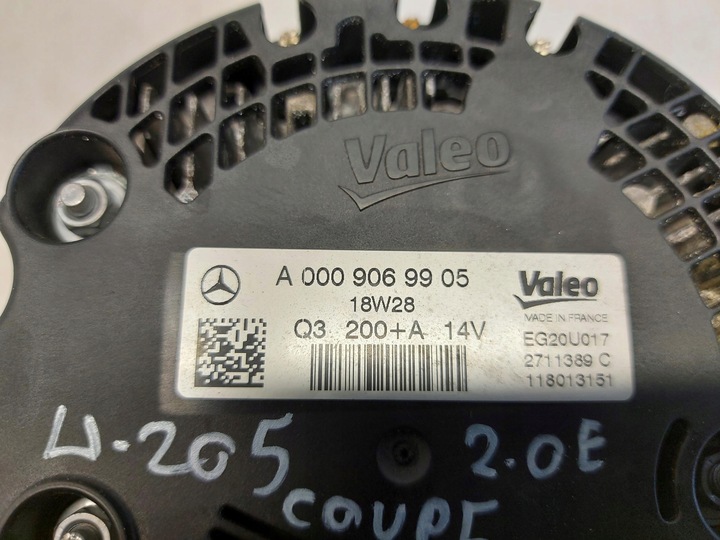 Valeo
A 000 906 99 05
18W28
Q3 200+A 14V
Valeo
MADE IN FRANCE
EG20U017
2711389 C
118013151
W.205 2.0E
COUPE